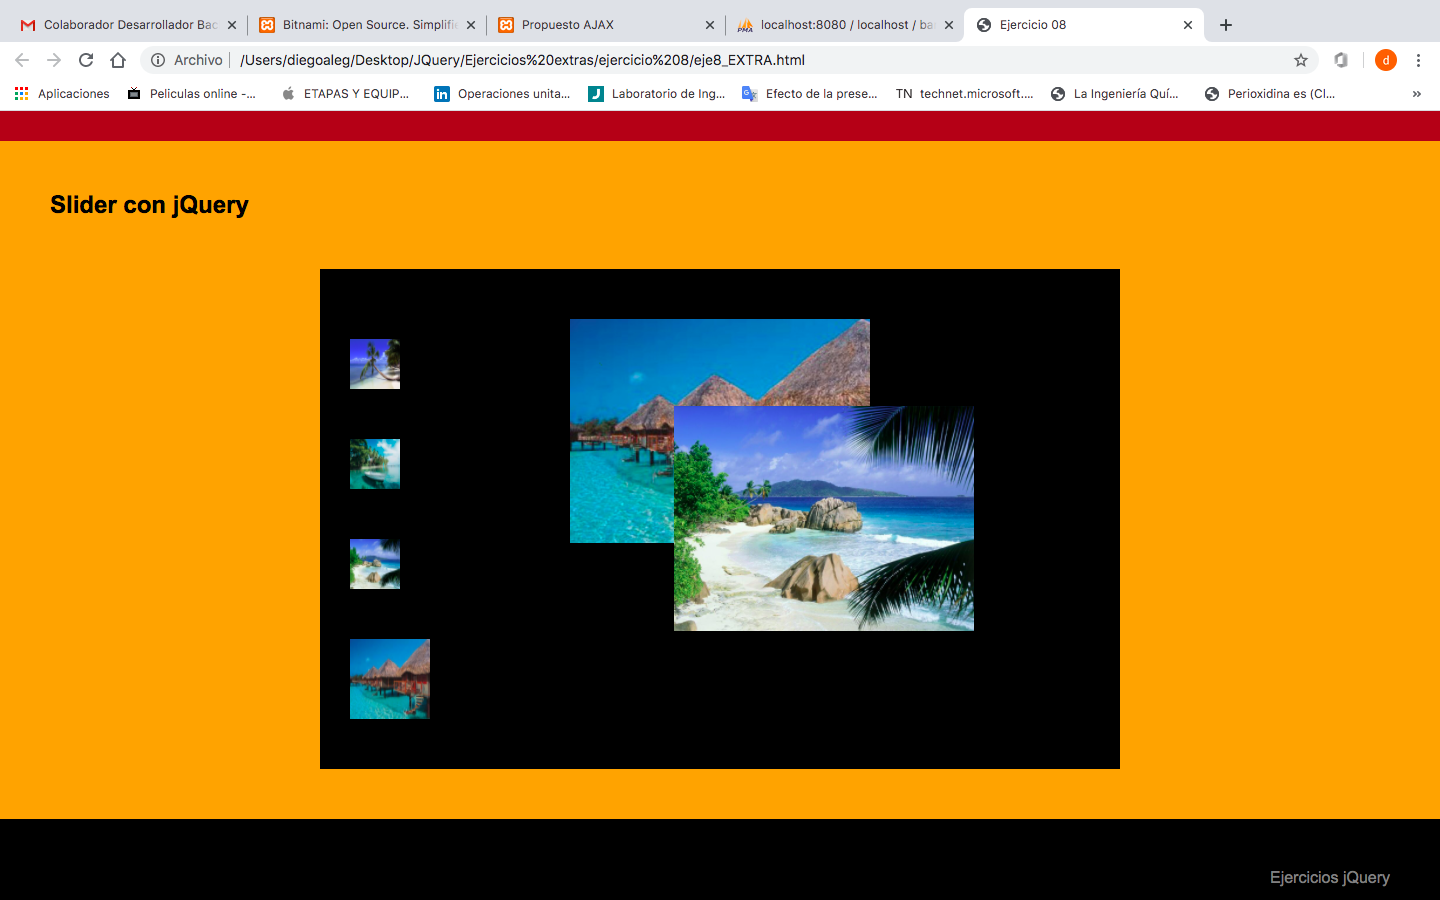 Colaborador Desarrollador Bac
Bitnami: Open Source. Simplifie
Propuesto AJAX
localhost:8080 / localhost / ba
Ejercicio 08
Archivo /Users/diegoaleg/Desktop/JQuery/Ejercicios%20extras/ejercicio%208/eje8_EXTRA.html
d
Aplicaciones
Peliculas online -...
ETAPAS Y EQUIP...
Operaciones unita...
Laboratorio de Ing...
Efecto de la prese...
TN technet.microsoft....
La Ingeniería Quí...
Perioxidina es (Cl...
»
Slider con jQuery
Ejercicios jQuery